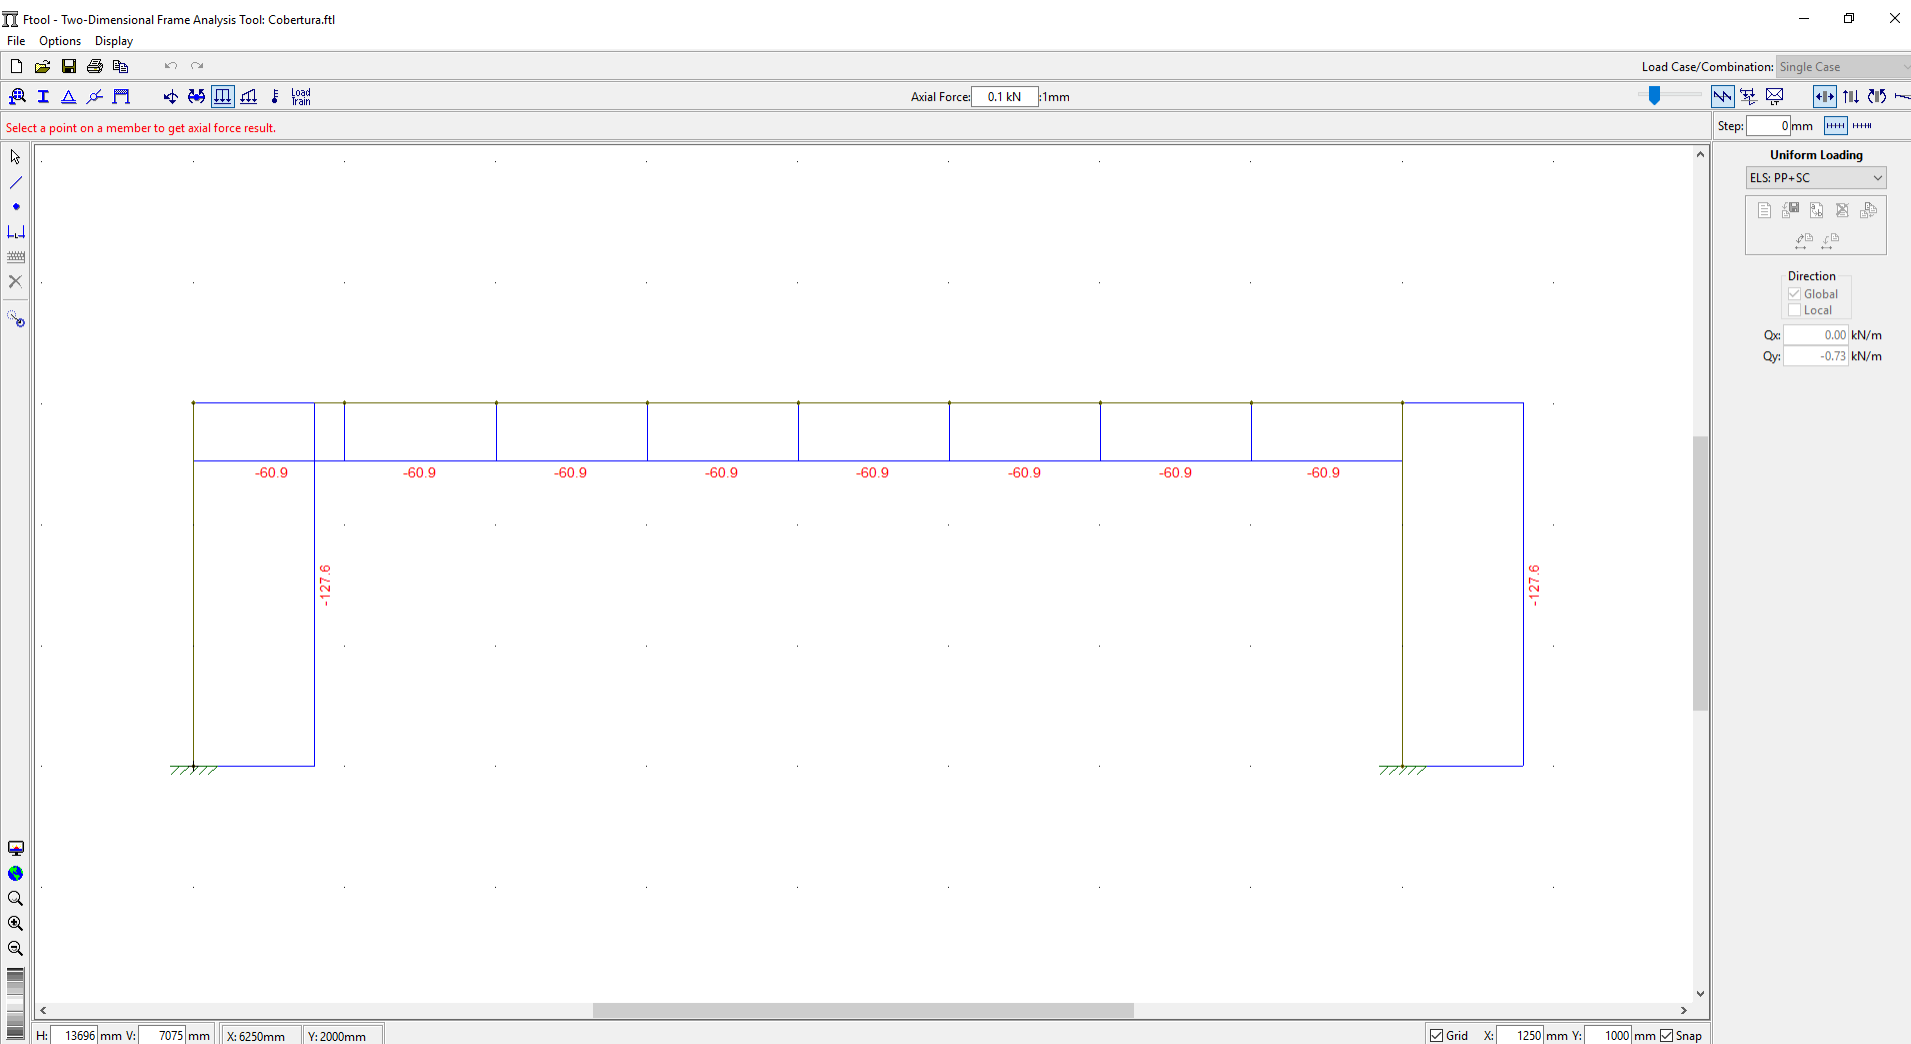 Ftool - Two-Dimensional Frame Analysis Tool: Cobertura.ftl
File Options Display
Load Case/Combination: Single Case
Load Train
Axial Force: 0.1 kN :1mm
Select a point on a member to get axial force result.
Step: 0 mm
Uniform Loading
ELS: PP+SC
Direction
Global
Local
Qx: 0.00 kN/m
Qy: -0.73 kN/m
-60.9 -60.9 -60.9 -60.9 -60.9 -60.9 -60.9 -60.9
-127.6 -127.6
H: 13696 mm V: 7075 mm X: 6250mm Y: 2000mm Grid X: 1250 mm Y: 1000 mm Snap